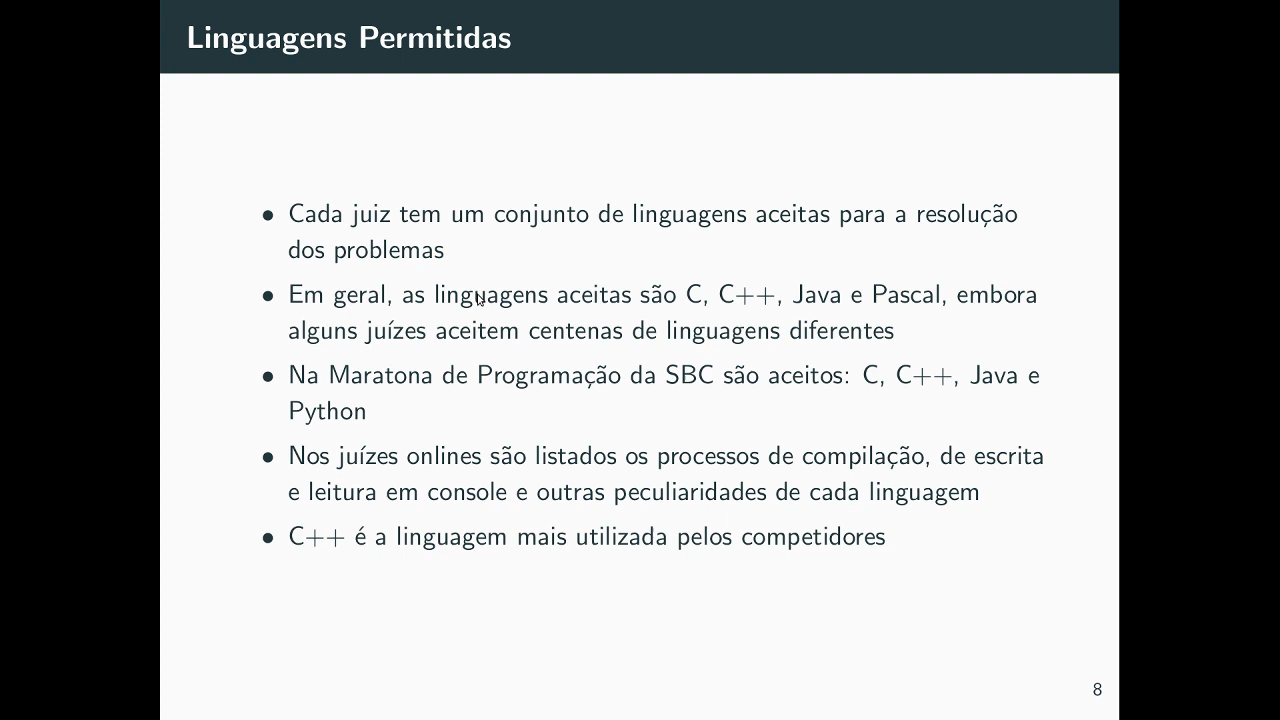 Linguagens Permitidas
• Cada juiz tem um conjunto de linguagens aceitas para a resolução
dos problemas
• Em geral, as linguagens aceitas são C, C++, Java e Pascal, embora
alguns juízes aceitem centenas de linguagens diferentes
• Na Maratona de Programação da SBC são aceitos: C, C++, Java e
Python
• Nos juízes onlines são listados os processos de compilação, de escrita
e leitura em console e outras peculiaridades de cada linguagem
• C++ é a linguagem mais utilizada pelos competidores
8